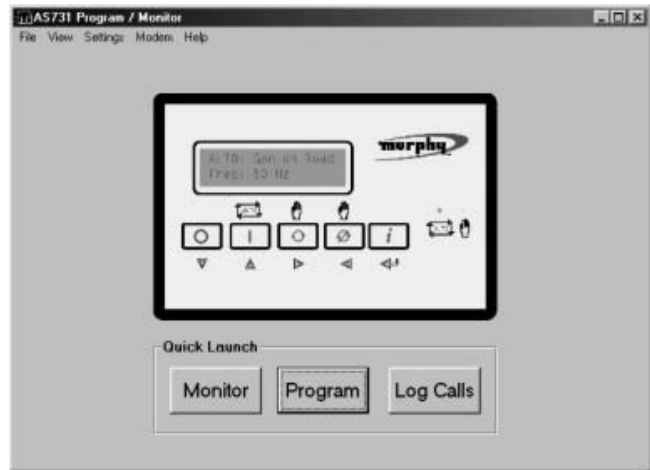 AS731 Program / Monitor
File View Settings Modem Help
murphy
AUTO: Gen on load
Freq: 50 Hz
i
Quick Launch
Monitor Program Log Calls